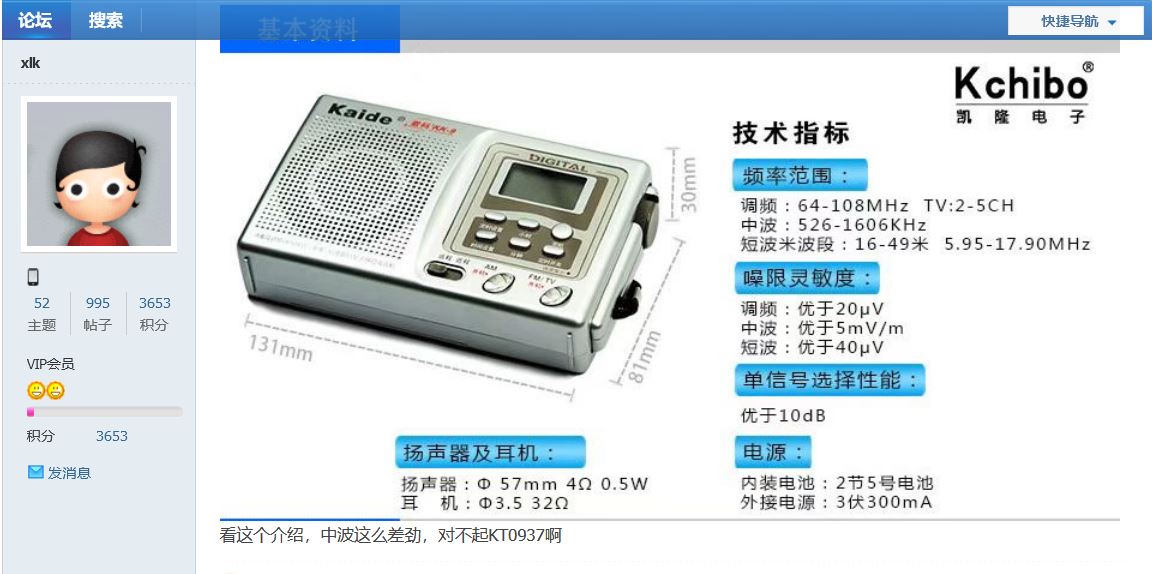 论坛
搜索
快捷导航
xlk
52
995
3653
主题
帖子
积分
VIP会员
积分
3653
发消息
基本资料
Kchibo®
凯隆电子
Kaide®
KK-9
DIGITAL
AM
FM/TV
30mm
131mm
81mm
技术指标
频率范围：
调频：64-108MHz TV:2-5CH
中波：526-1606KHz
短波米波段：16-49米 5.95-17.90MHz
噪限灵敏度：
调频：优于20μV
中波：优于5mV/m
短波：优于40μV
单信号选择性能：
优于10dB
扬声器及耳机：
扬声器：Φ 57mm 4Ω 0.5W
耳 机：Φ3.5 32Ω
电源：
内装电池：2节5号电池
外接电源：3伏300mA
看这个介绍，中波这么差劲，对不起KT0937啊